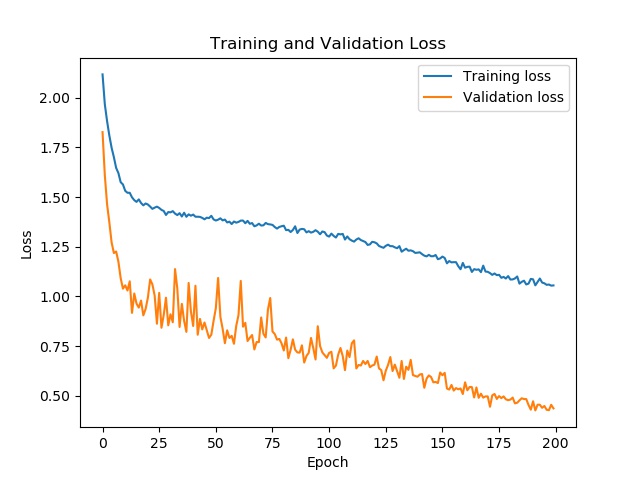 Training and Validation Loss
Training loss
Validation loss
2.00
1.75
1.50
1.25
1.00
0.75
0.50
Loss
0 25 50 75 100 125 150 175 200
Epoch